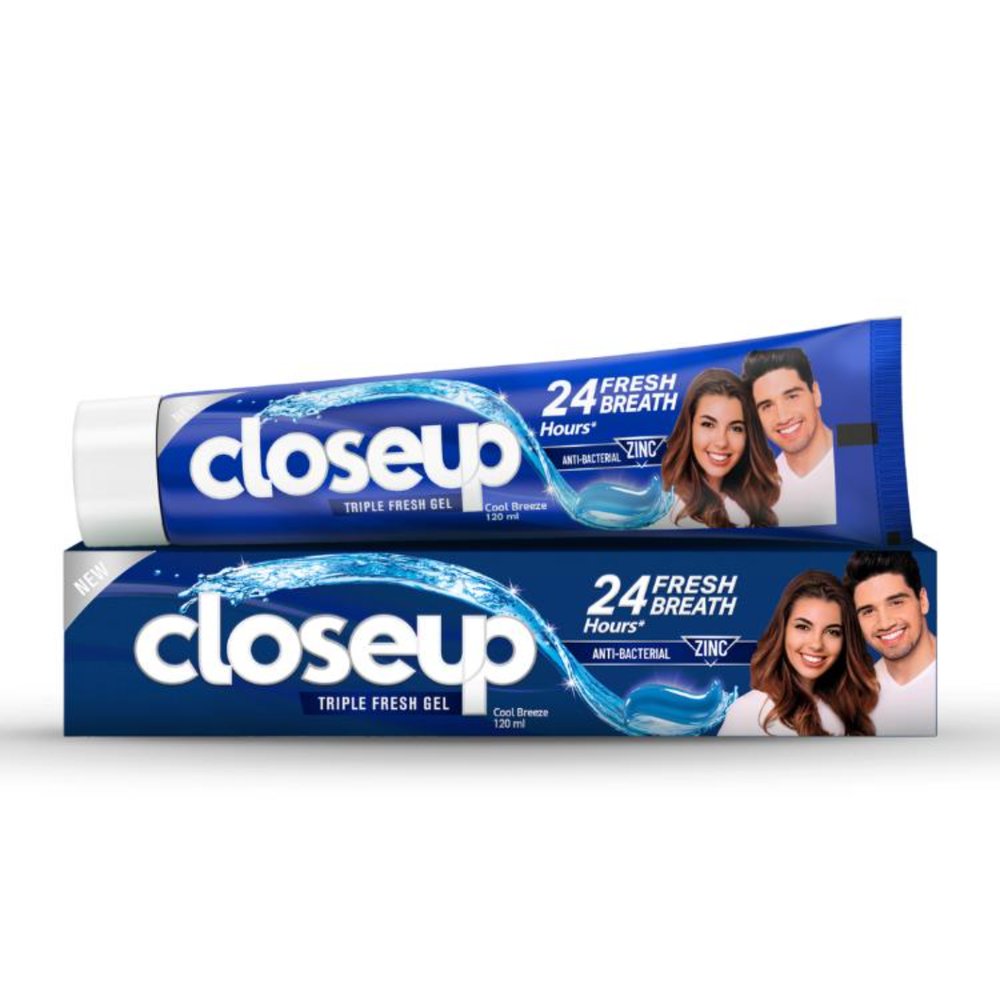 NEW
closeup
TRIPLE FRESH GEL
Cool Breeze
120 ml
24 FRESH
BREATH
Hours*
ANTI-BACTERIAL ZINC
NEW
closeup
TRIPLE FRESH GEL
Cool Breeze
120 ml
24 FRESH
BREATH
Hours*
ANTI-BACTERIAL ZINC